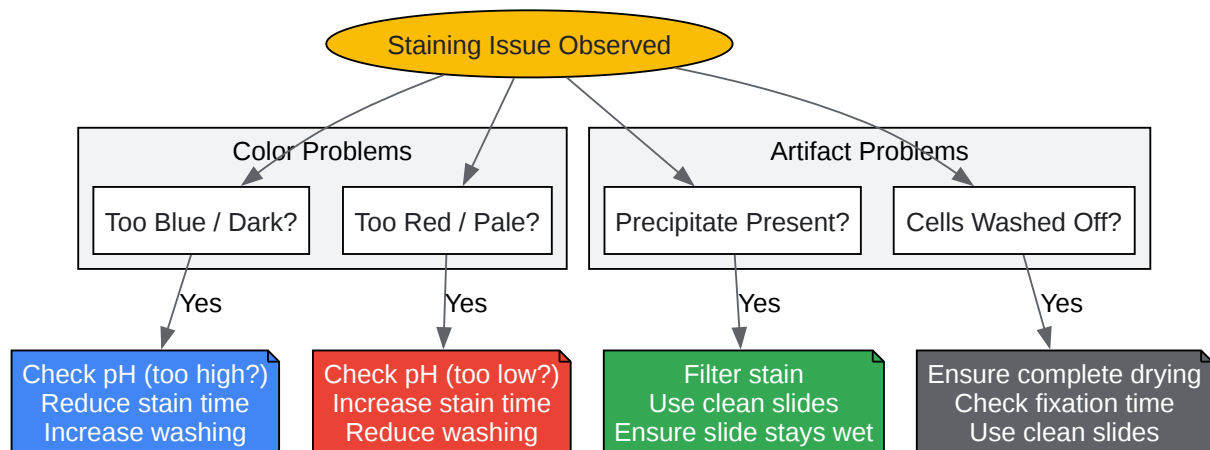 Staining Issue Observed
Color Problems
Artifact Problems
Too Blue / Dark?
Too Red / Pale?
Precipitate Present?
Cells Washed Off?
Yes
Yes
Yes
Yes
Check pH (too high?)
Reduce stain time
Increase washing
Check pH (too low?)
Increase stain time
Reduce washing
Filter stain
Use clean slides
Ensure slide stays wet
Ensure complete drying
Check fixation time
Use clean slides